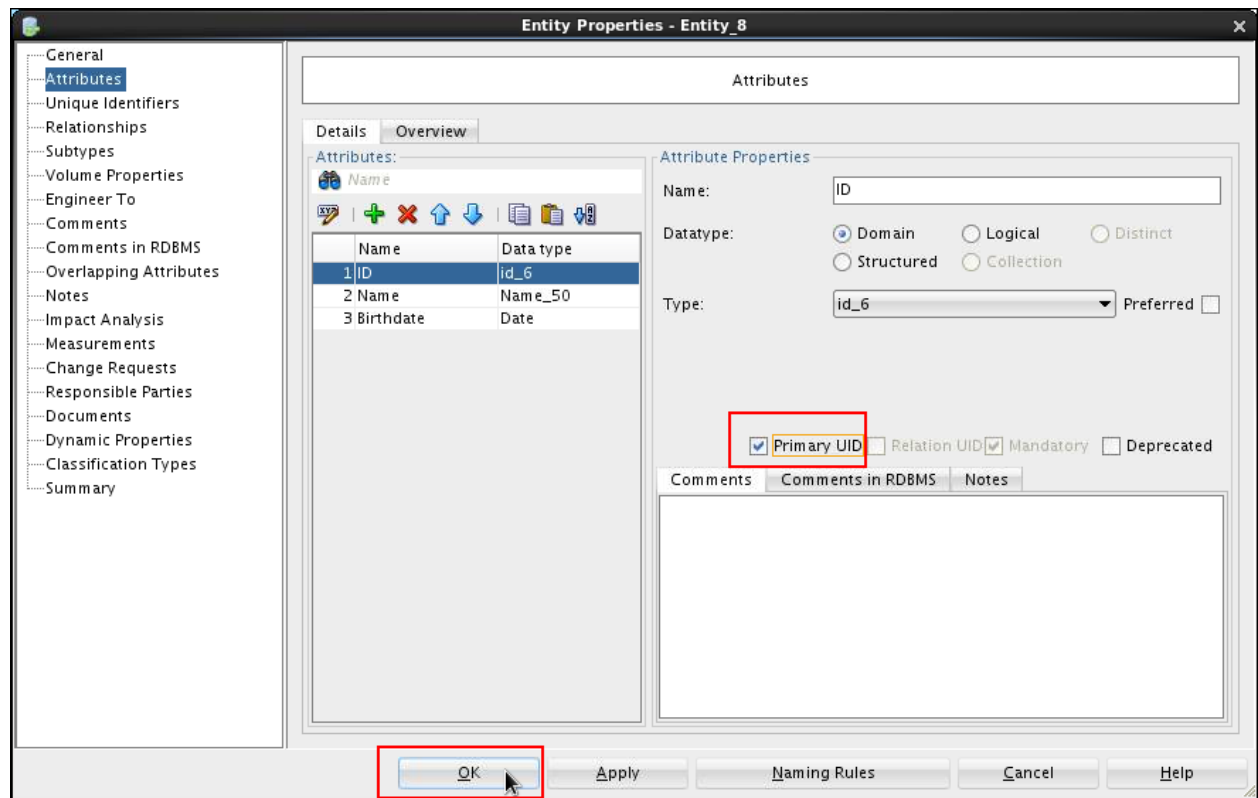 Entity Properties - Entity_8
General
Attributes
Unique Identifiers
Relationships
Subtypes
Volume Properties
Engineer To
Comments
Comments in RDBMS
Overlapping Attributes
Notes
Impact Analysis
Measurements
Change Requests
Responsible Parties
Documents
Dynamic Properties
Classification Types
Summary
Attributes
Details Overview
Attributes:
Name
Name Data type
1 ID id_6
2 Name Name_50
3 Birthdate Date
Attribute Properties
Name: ID
Datatype: Domain Logical Distinct
Structured Collection
Type: id_6 Preferred
Primary UID Relation UID Mandatory Deprecated
Comments Comments in RDBMS Notes
OK Apply Naming Rules Cancel Help